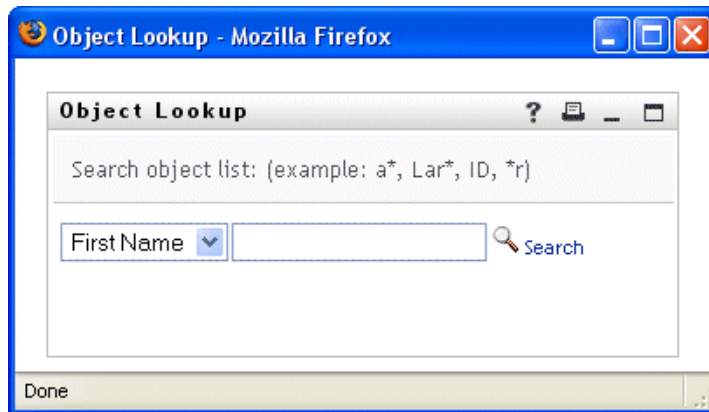 Object Lookup - Mozilla Firefox
Object Lookup
Search object list: (example: a*, Lar*, ID, *r)
First Name
Search
Done